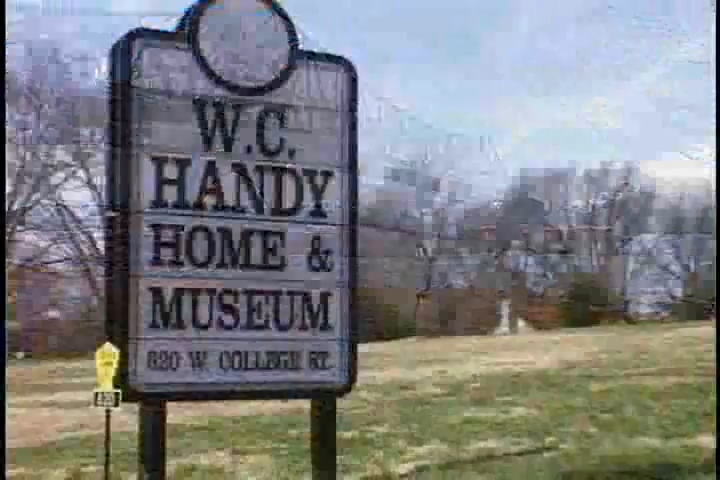 W.C.
HANDY
HOME &
MUSEUM
620 W. COLLEGE ST.